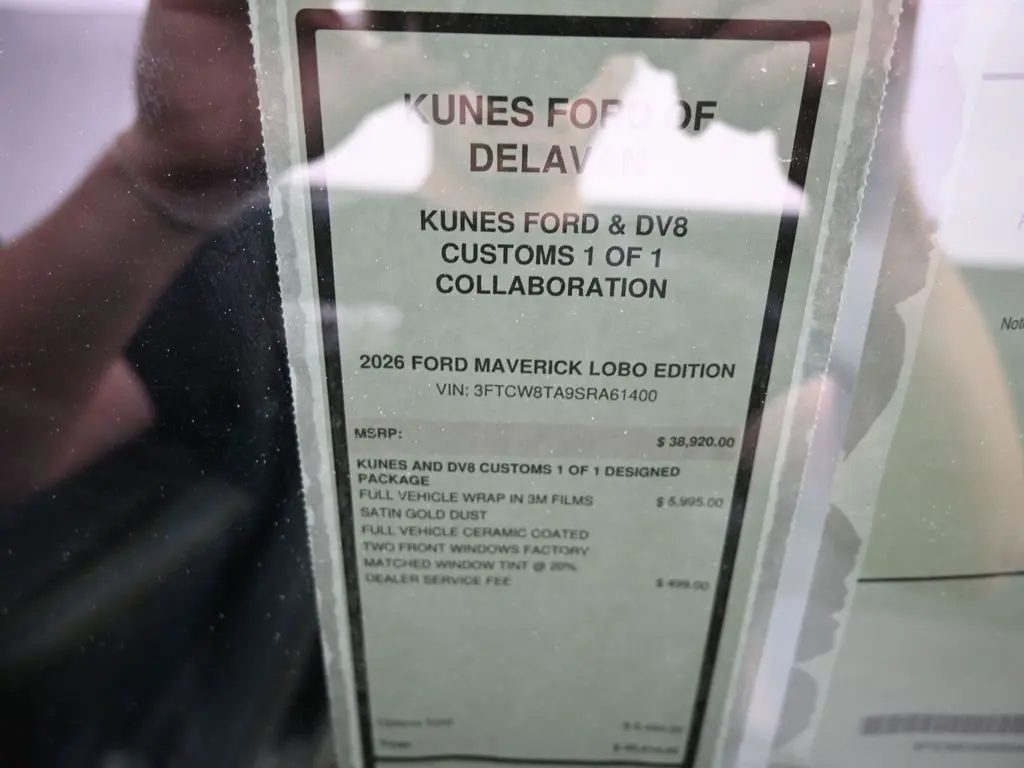 KUNES FORD OF
DELAVAN
KUNES FORD & DV8
CUSTOMS 1 OF 1
COLLABORATION
2026 FORD MAVERICK LOBO EDITION
VIN: 3FTCW8TA9SRA61400
MSRP: $ 38,920.00
KUNES AND DV8 CUSTOMS 1 OF 1 DESIGNED
PACKAGE
FULL VEHICLE WRAP IN 3M FILMS $ 5,995.00
SATIN GOLD DUST
FULL VEHICLE CERAMIC COATED
TWO FRONT WINDOWS FACTORY
MATCHED WINDOW TINT @ 20%
DEALER SERVICE FEE $ 499.00
Total